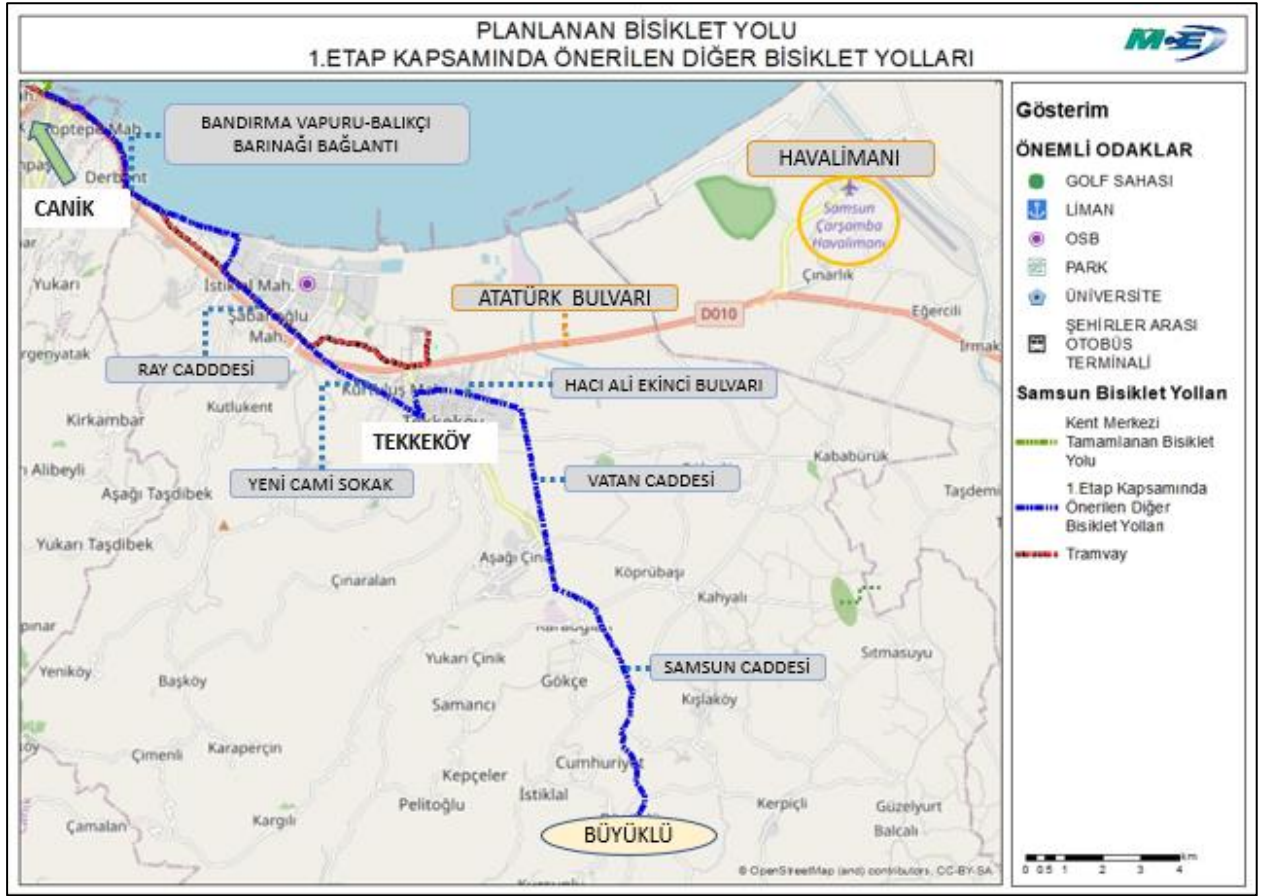 PLANLANAN BİSİKLET YOLU
1.ETAP KAPSAMINDA ÖNERİLEN DİĞER BİSİKLET YOLLARI
M E
BANDIRMA VAPURU-BALIKÇI
BARINAĞI BAĞLANTI
Derbent
CANİK
HAVALİMANI
Samsun
Çarşamba
Havalimanı
Çınarlık
Yukarı
İstiklal Mah.
ATATÜRK BULVARI
D010
Eğercili
Irmak
Şabanoğlu
Mah.
RAY CADDDESİ
Kurtuluş Mah.
HACI ALİ EKİNCİ BULVARI
Kutlukent
Kirkambar
TEKKEKÖY
Tekkeköy
Kababürük
Alibeyli
Aşağı Taşdibek
YENİ CAMİ SOKAK
VATAN CADDESİ
Taşdemi
Yukarı Taşdibek
Aşağı Çinik
Çınaralan
Köprübaşı
Kahyalı
Yeniköy
Başköy
Yukarı Çinik
Gökçe
SAMSUN CADDESİ
Sıtmasuyu
Samancı
Kışlaköy
Çimenli
Karaperçin
Cumhuriyet
Kepçeler
Pelitoğlu
İstiklal
Kerpiçli
Güzelyurt
Çamalan
Kargılı
BÜYÜKLÜ
Balcalı
© OpenStreetMap (and) contributors, CC-BY-SA
Gösterim
ÖNEMLİ ODAKLAR
GOLF SAHASI
LİMAN
OSB
PARK
ÜNİVERSİTE
ŞEHİRLER ARASI
OTOBÜS
TERMİNALİ
Samsun Bisiklet Yolları
Kent Merkezi
Tamamlanan Bisiklet
Yolu
1.Etap Kapsamında
Önerilen Diğer
Bisiklet Yolları
Tramvay
km
0 0.5 1 2 3 4